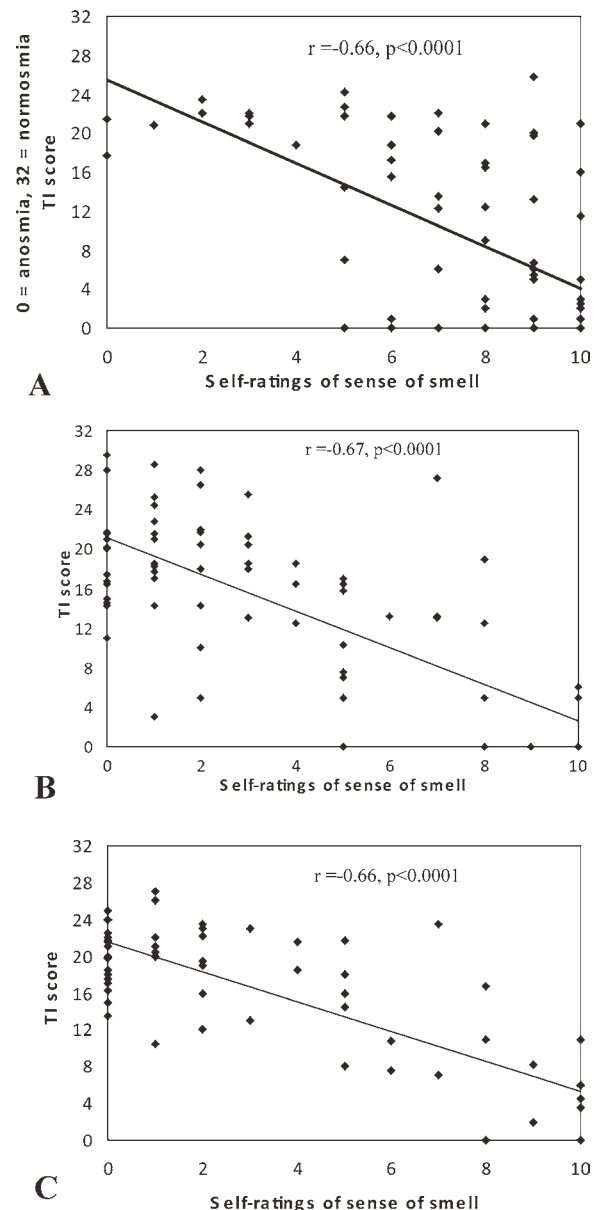 0 = anosmia, 32 = normosmia
TI score
32
28
24
20
16
12
8
4
0
r =-0.66, p<0.0001
0 2 4 6 8 10
Self-ratings of sense of smell
A
32
28
24
20
16
12
8
4
0
TI score
r =-0.67, p<0.0001
0 2 4 6 8 10
Self-ratings of sense of smell
B
32
28
24
20
16
12
8
4
0
TI score
r =-0.66, p<0.0001
0 2 4 6 8 10
Self-ratings of sense of smell
C